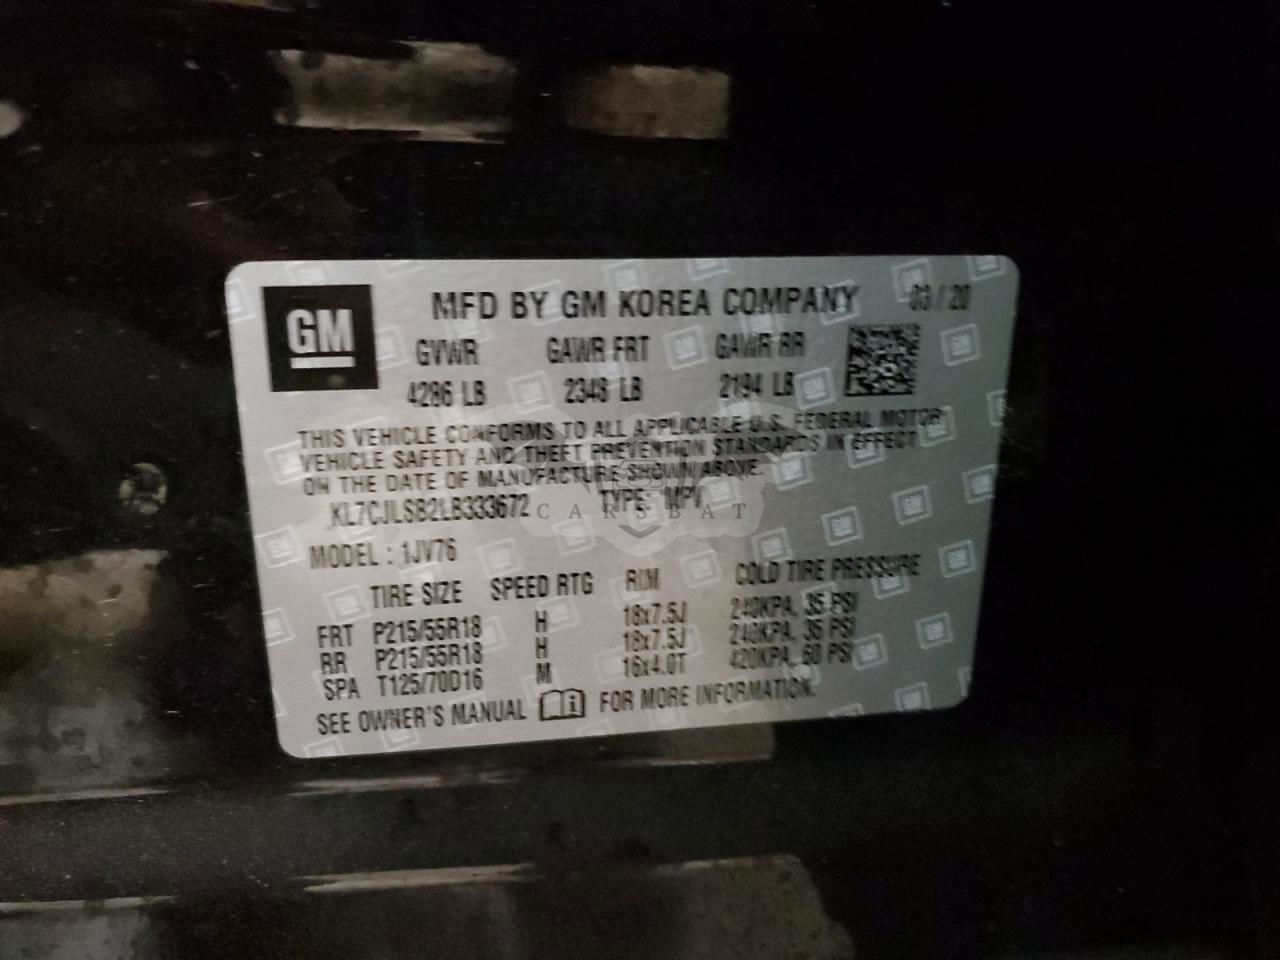 GM
MFD BY GM KOREA COMPANY 03 / 20
GVWR GAWR FRT GAWR RR
4286 LB 2348 LB 2194 LB
THIS VEHICLE CONFORMS TO ALL APPLICABLE U.S. FEDERAL MOTOR
VEHICLE SAFETY AND THEFT PREVENTION STANDARDS IN EFFECT
ON THE DATE OF MANUFACTURE SHOWN ABOVE.
KL7CJLSB2LB333672 TYPE: MPV
CARSBAT
MODEL : 1JV76
TIRE SIZE SPEED RTG RIM COLD TIRE PRESSURE
FRT P215/55R18 H 18x7.5J 240KPA, 35 PSI
RR P215/55R18 H 18x7.5J 240KPA, 35 PSI
SPA T125/70D16 M 16x4.0T 420KPA, 60 PSI
SEE OWNER'S MANUAL FOR MORE INFORMATION.